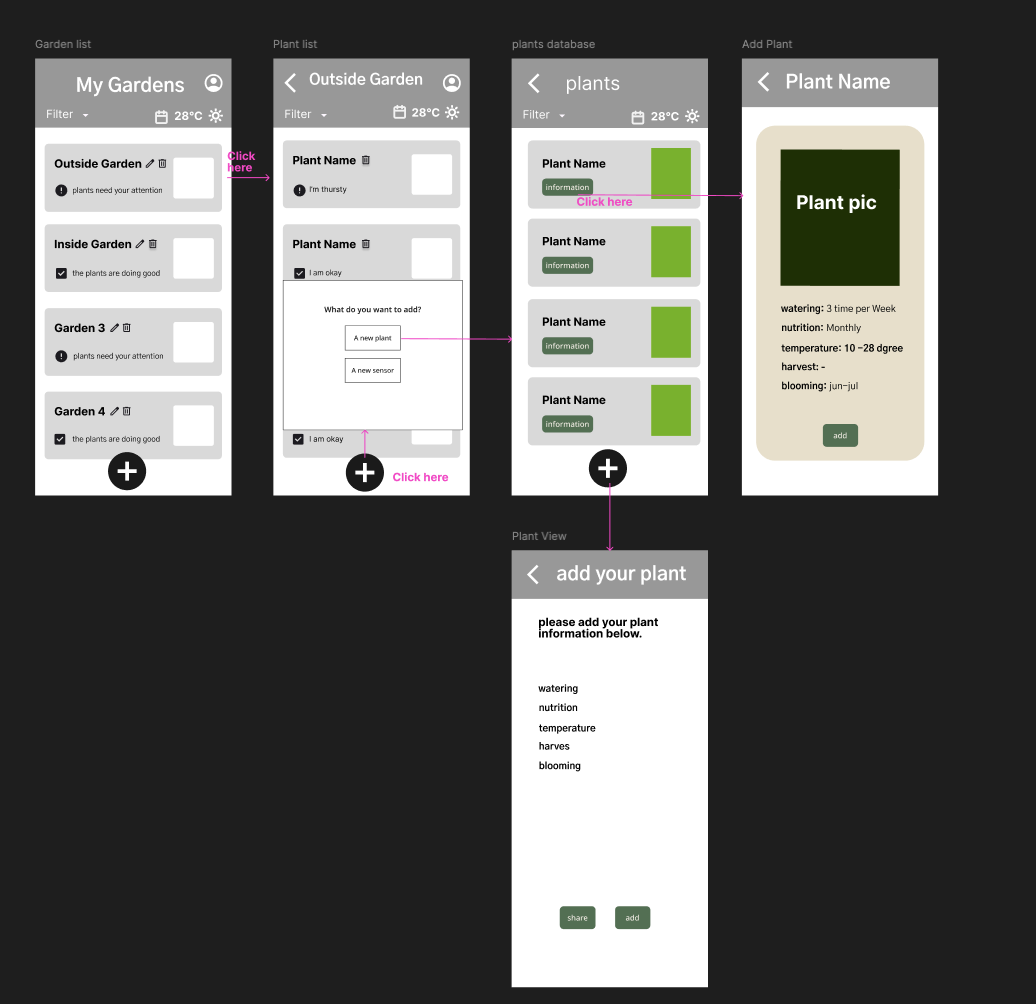 Garden list
My Gardens
Filter
28°C
Outside Garden
plants need your attention
Inside Garden
the plants are doing good
Garden 3
plants need your attention
Garden 4
the plants are doing good
Click
here
Plant list
Outside Garden
Filter
28°C
Plant Name
I'm thursty
Plant Name
I am okay
What do you want to add?
A new plant
A new sensor
I am okay
Click here
plants database
plants
Filter
28°C
Plant Name
information
Click here
Plant Name
information
Plant Name
information
Plant Name
information
Add Plant
Plant Name
Plant pic
watering: 3 time per Week
nutrition: Monthly
temperature: 10 -28 dgree
harvest: -
blooming: jun-jul
add
Plant View
add your plant
please add your plant
information below.
watering
nutrition
temperature
harves
blooming
share
add